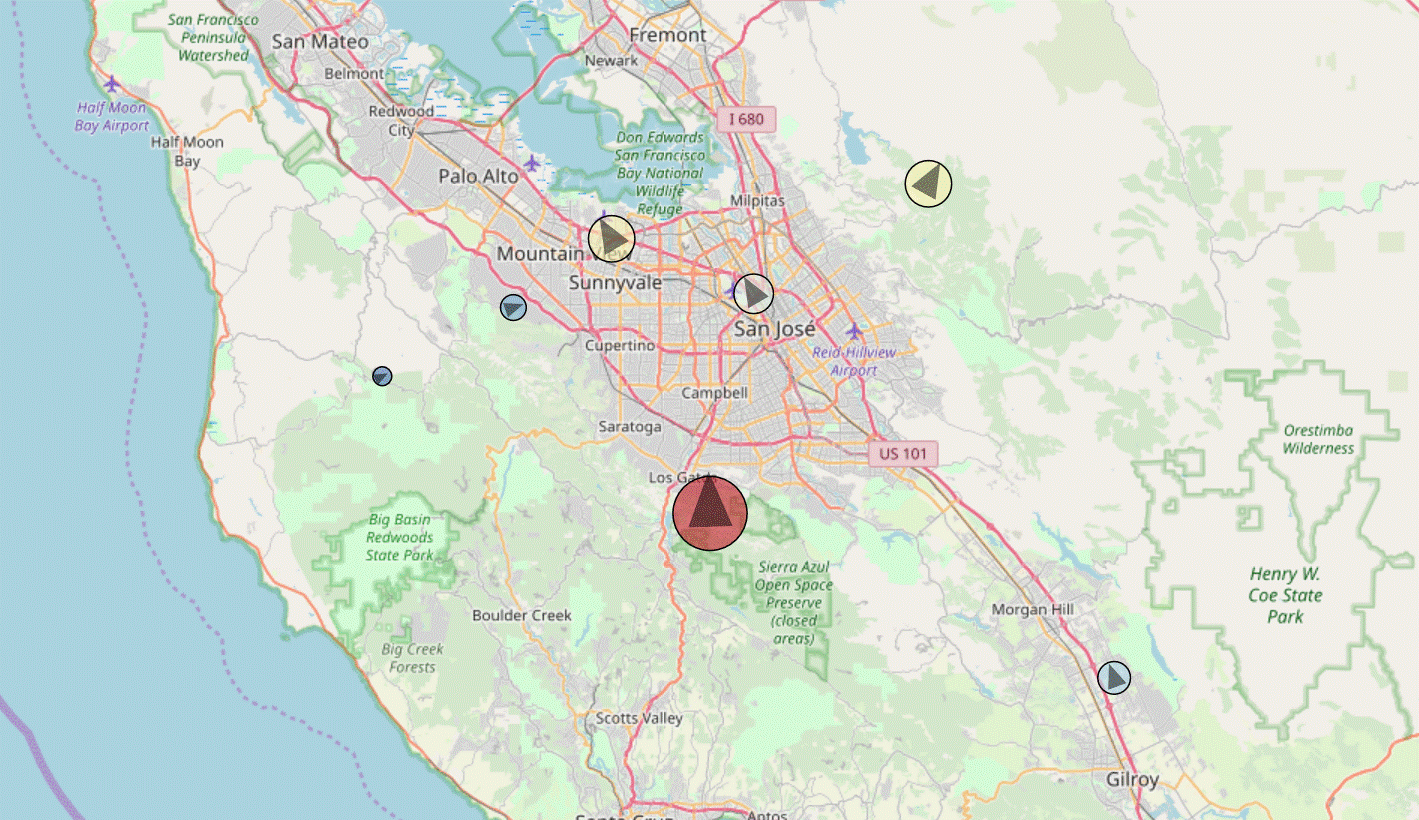 San Francisco
Peninsula
Watershed
San Mateo
Fremont
Newark
Belmont
Half Moon
Bay Airport
Redwood
City
I 680
Half Moon
Bay
Don Edwards
San Francisco
Bay National
Wildlife
Refuge
Palo Alto
Milpitas
Mountain View
Sunnyvale
San José
Cupertino
Reid-Hillview
Airport
Campbell
Saratoga
Orestimba
Wilderness
US 101
Los Gatos
Big Basin
Redwoods
State Park
Sierra Azul
Open Space
Preserve
(closed
areas)
Henry W.
Coe State
Park
Boulder Creek
Morgan Hill
Big Creek
Forests
Scotts Valley
Gilroy
Santa Cruz
Aptos